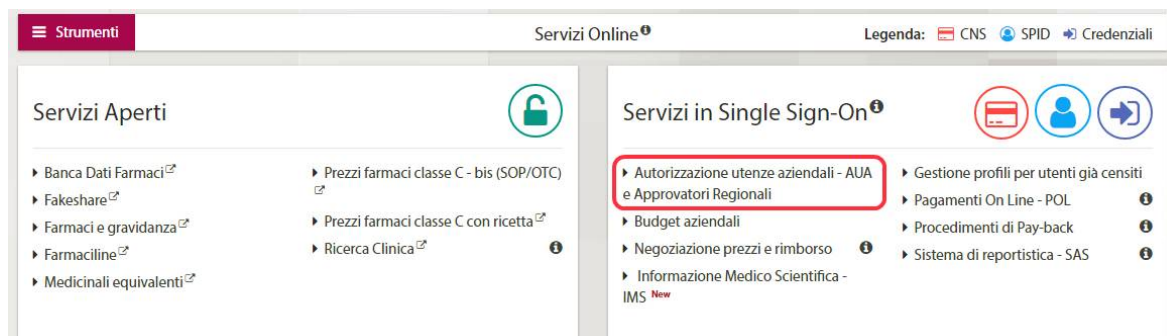 Strumenti
Servizi Online
Legenda: CNS SPID Credenziali
Servizi Aperti
Banca Dati Farmaci
Fakeshare
Farmaci e gravidanza
Farmaciline
Medicinali equivalenti
Prezzi farmaci classe C - bis (SOP/OTC)
Prezzi farmaci classe C con ricetta
Ricerca Clinica
Servizi in Single Sign-On
Autorizzazione utenze aziendali - AUA
e Approvatori Regionali
Budget aziendali
Negoziazione prezzi e rimborso
Informazione Medico Scientifica -
IMS New
Gestione profili per utenti già censiti
Pagamenti On Line - POL
Procedimenti di Pay-back
Sistema di reportistica - SAS